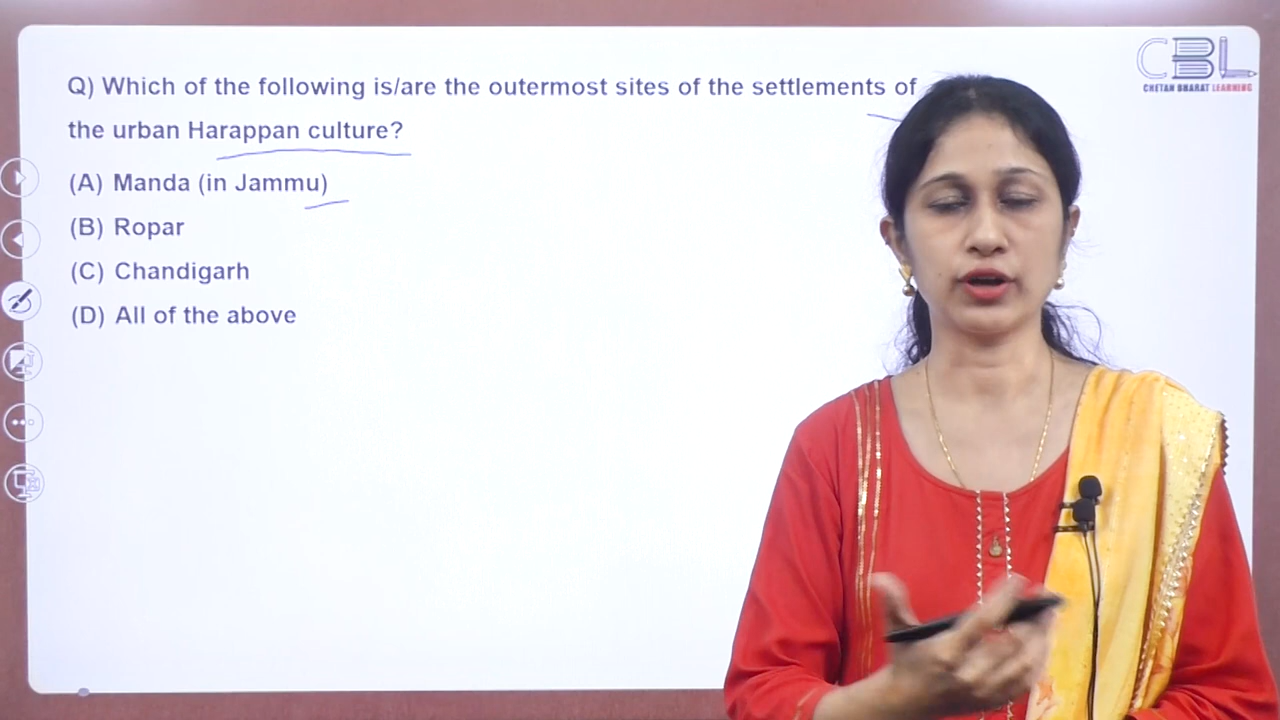 CBL
CHETAN BHARAT LEARNING
Q) Which of the following is/are the outermost sites of the settlements of
the urban Harappan culture?
(A) Manda (in Jammu)
(B) Ropar
(C) Chandigarh
(D) All of the above